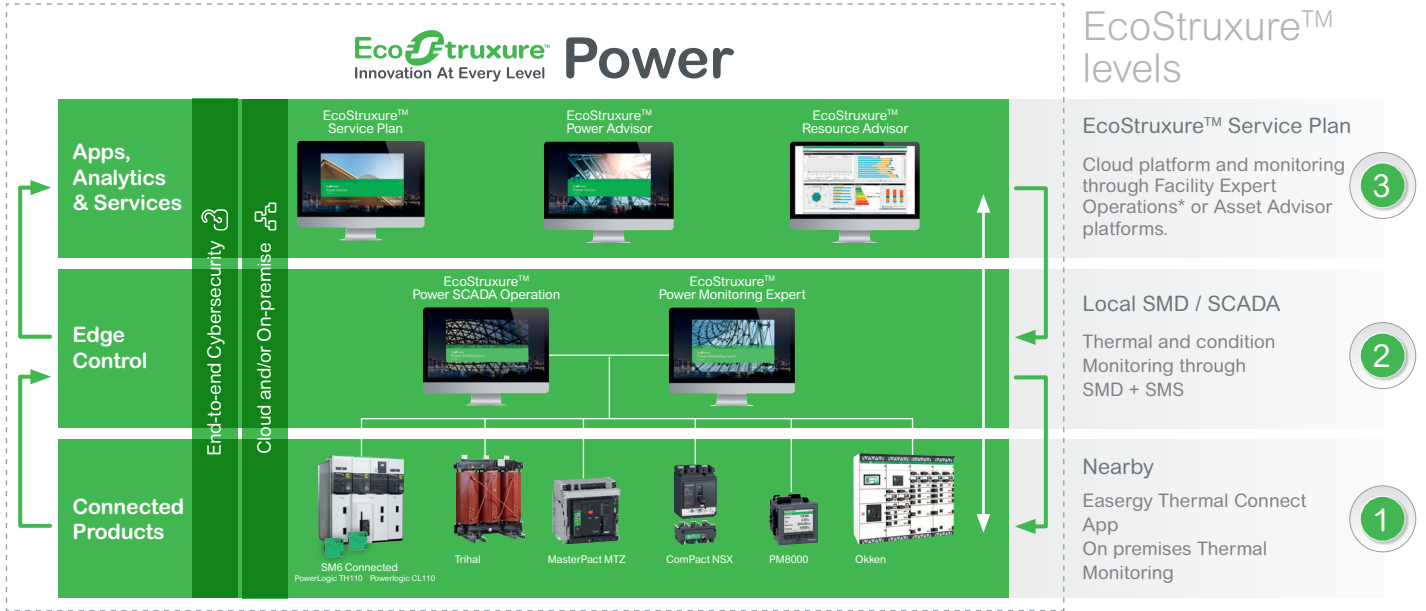 EcoStruxure™ Power
Innovation At Every Level
EcoStruxure™
levels
Apps,
Analytics
& Services
End-to-end Cybersecurity
Cloud and/or On-premise
EcoStruxure™
Service Plan
EcoStruxure™
Power Advisor
EcoStruxure™
Resource Advisor
EcoStruxure™ Service Plan
Cloud platform and monitoring
through Facility Expert
Operations* or Asset Advisor
platforms.
3
Edge
Control
EcoStruxure™
Power SCADA Operation
EcoStruxure™
Power Monitoring Expert
Local SMD / SCADA
Thermal and condition
Monitoring through
SMD + SMS
2
Connected
Products
SM6 Connected
PowerLogic TH110 Powerlogic CL110
Trihal
MasterPact MTZ
ComPact NSX
PM8000
Okken
Nearby
Easergy Thermal Connect
App
On premises Thermal
Monitoring
1